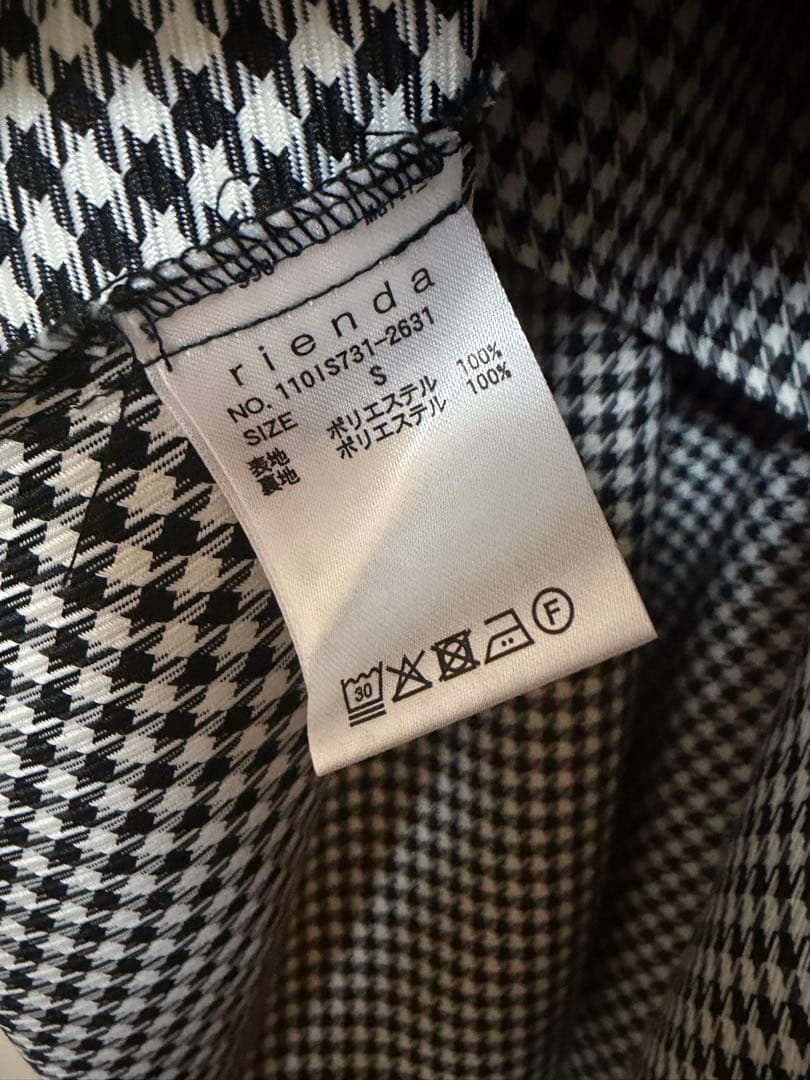 rienda
NO. 110IS731-2631
SIZE S
表地 ポリエステル 100%
裏地 ポリエステル 100%
30 F